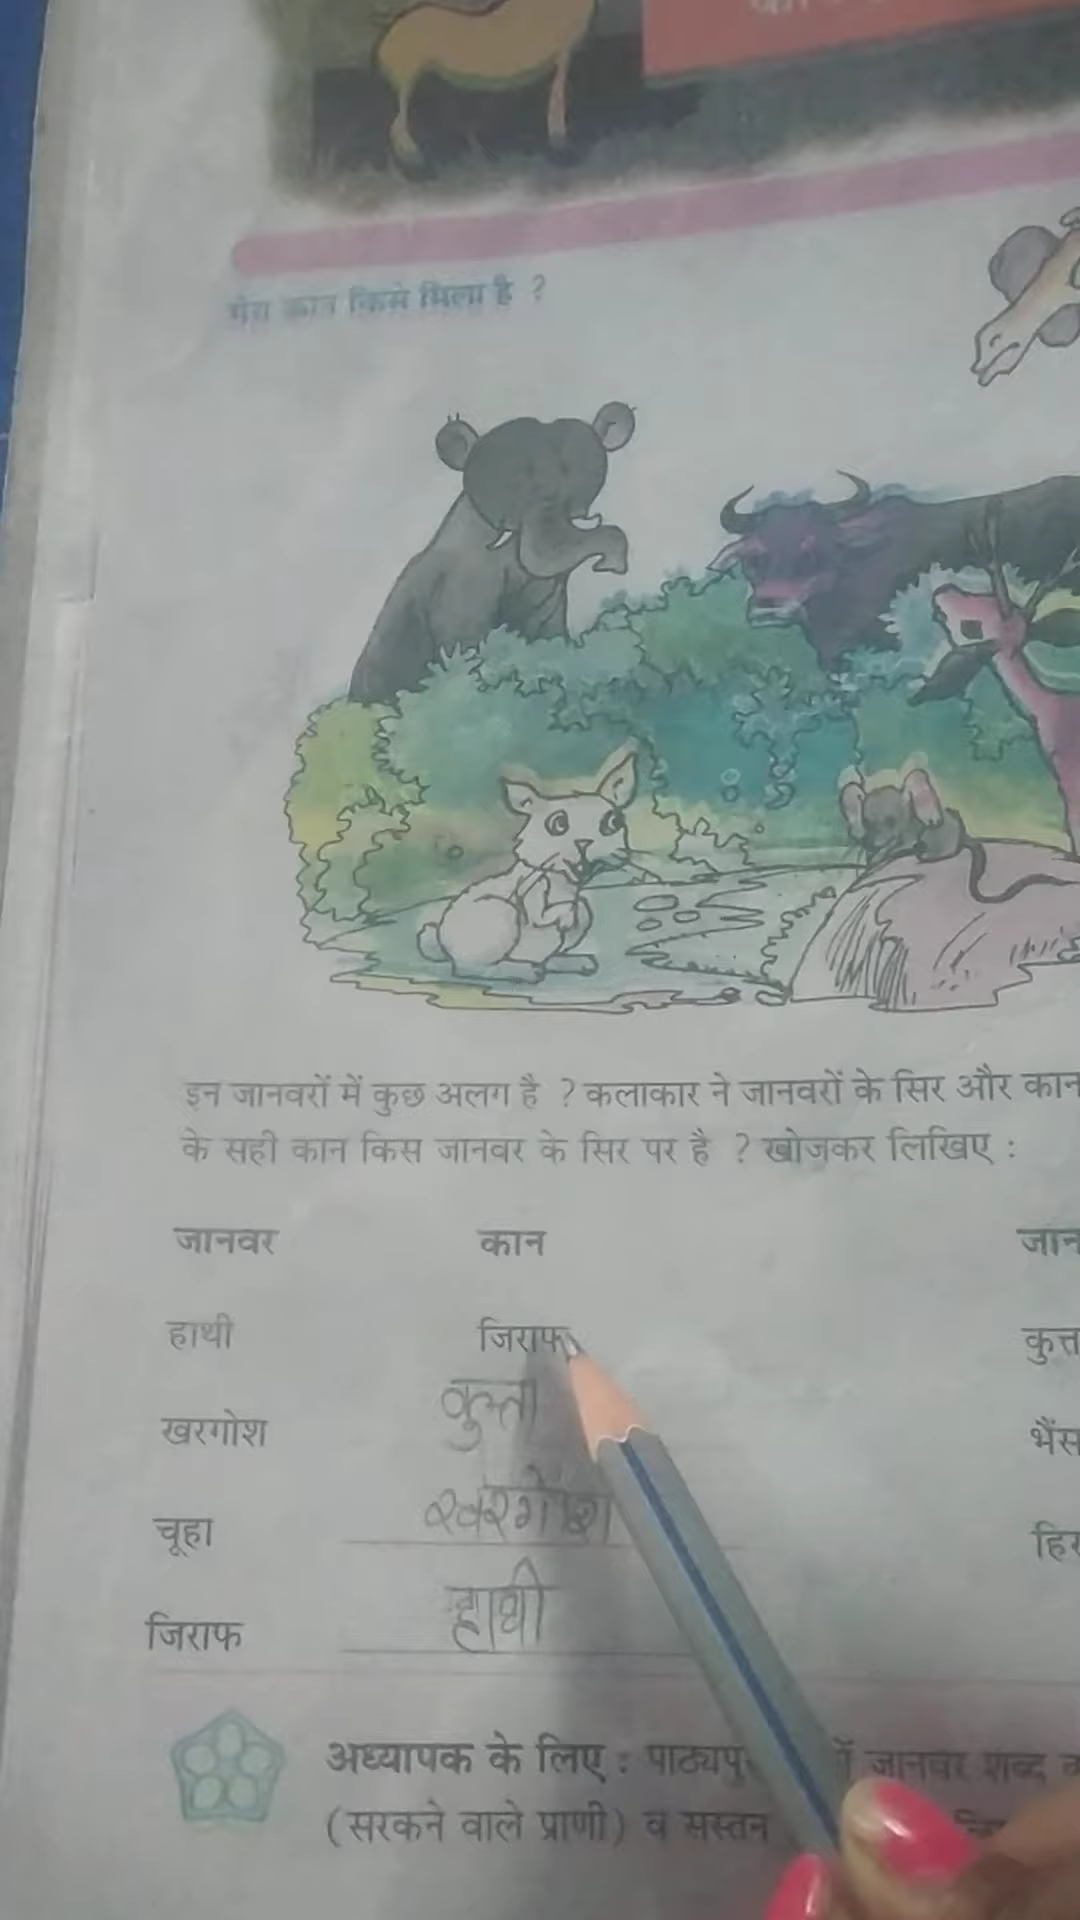 मेरा कान किसे मिला है ?
इन जानवरों में कुछ अलग है ? कलाकार ने जानवरों के सिर और कान
के सही कान किस जानवर के सिर पर है ? खोजकर लिखिए :
जानवर कान जान
हाथी जिराफ कुत्त
कुत्ता
खरगोश भैंस
खरगोश
चूहा हिर
हाथी
जिराफ
अध्यापक के लिए : पाठ्यपु जानवर शब्द
(सरकने वाले प्राणी) व सस्तन